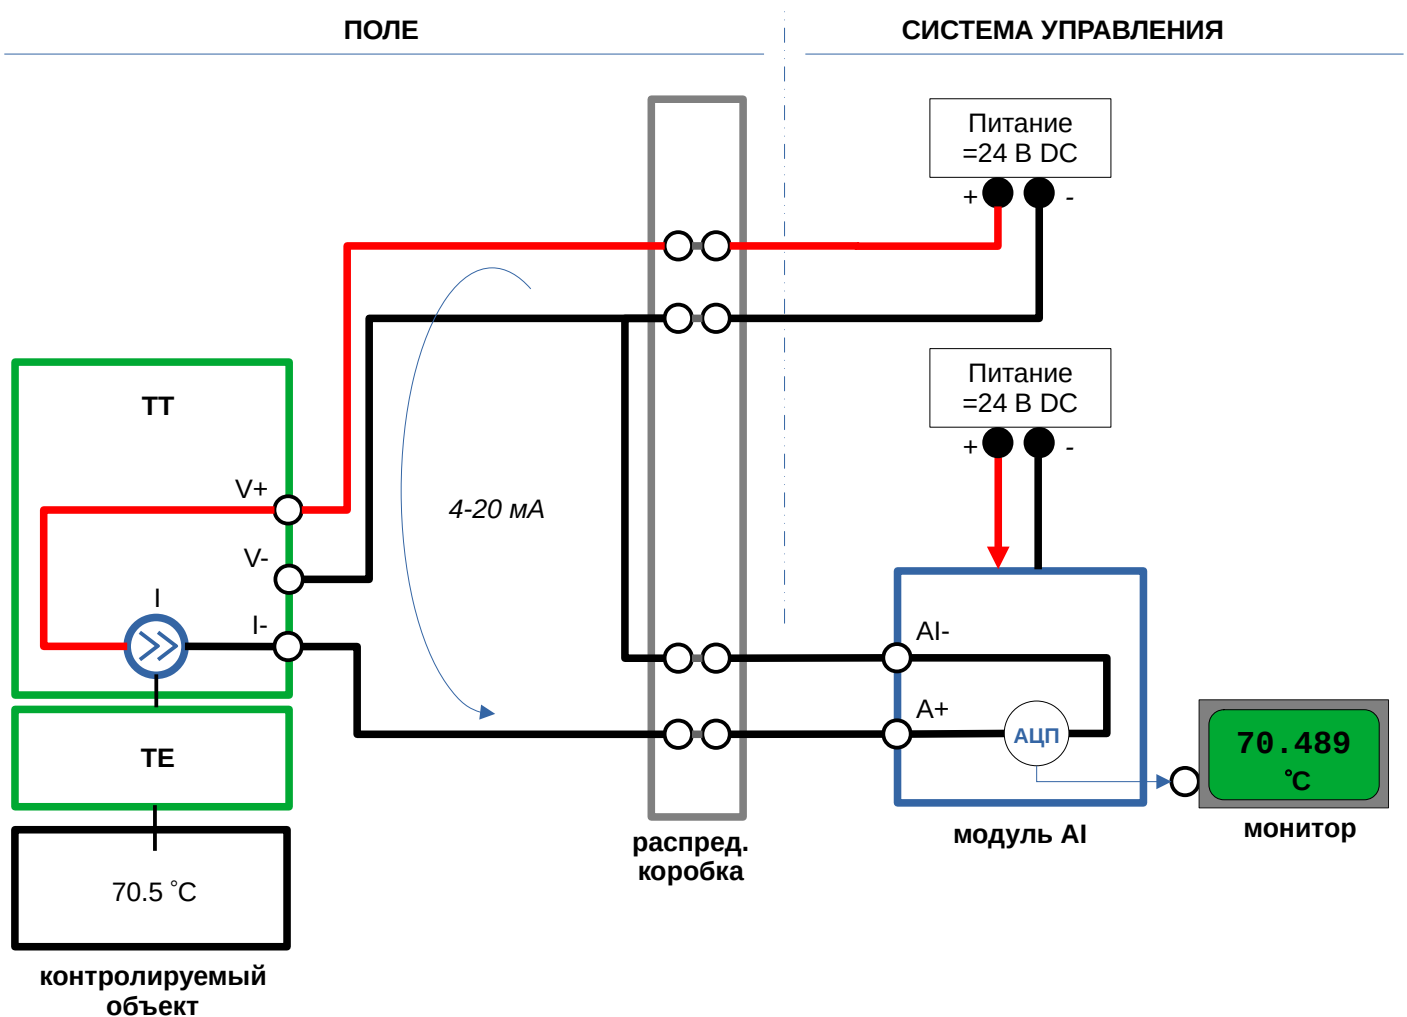 ПОЛЕ
СИСТЕМА УПРАВЛЕНИЯ
Питание
=24 В DC
+
-
Питание
=24 В DC
+
-
TT
V+
4-20 мА
V-
I
I-
AI-
A+
АЦП
70.489
°C
TE
монитор
модуль AI
распред.
коробка
70.5 °C
контролируемый
объект